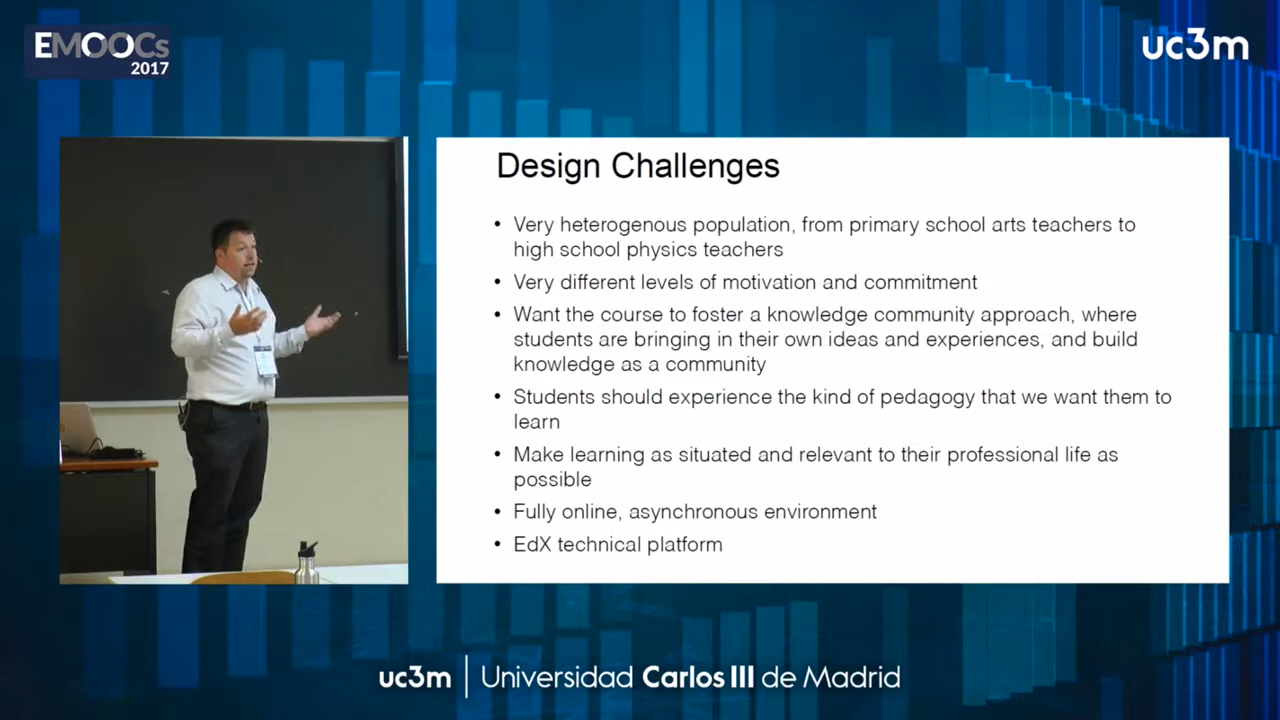 EMOOCs
2017
uc3m
Design Challenges
• Very heterogenous population, from primary school arts teachers to
high school physics teachers
• Very different levels of motivation and commitment
• Want the course to foster a knowledge community approach, where
students are bringing in their own ideas and experiences, and build
knowledge as a community
• Students should experience the kind of pedagogy that we want them to
learn
• Make learning as situated and relevant to their professional life as
possible
• Fully online, asynchronous environment
• EdX technical platform
uc3m | Universidad Carlos III de Madrid